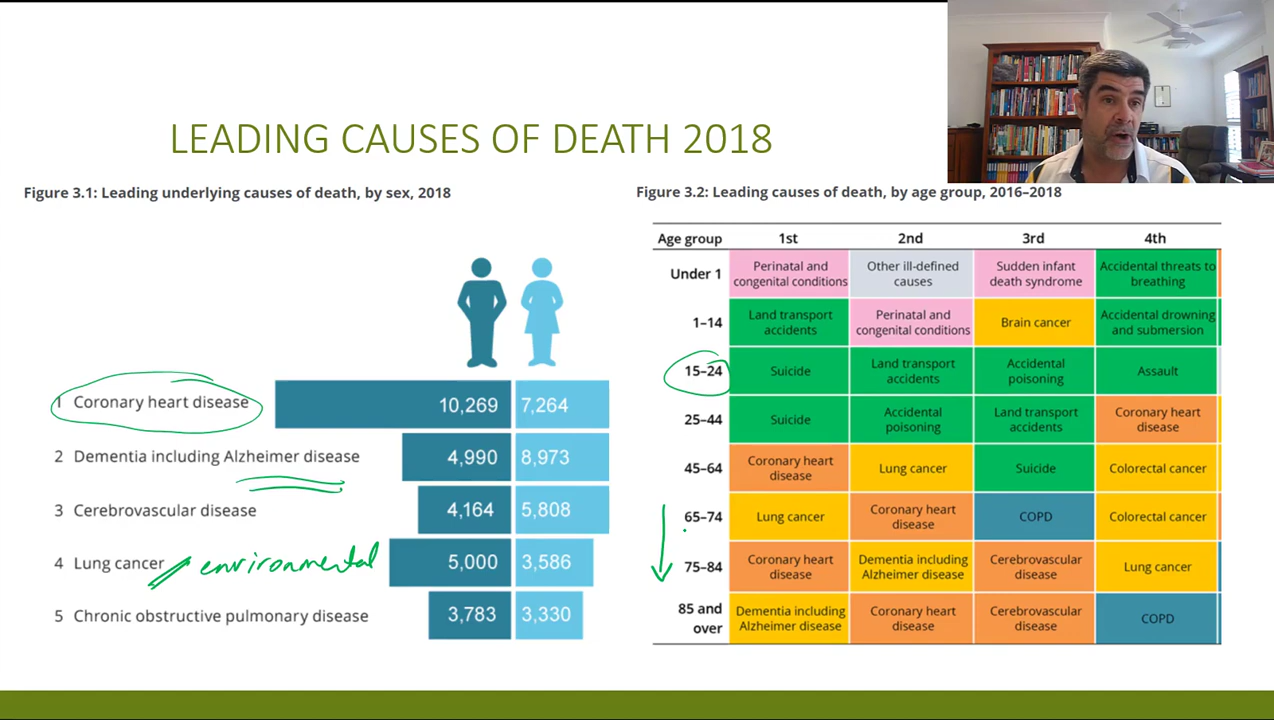 LEADING CAUSES OF DEATH 2018
Figure 3.1: Leading underlying causes of death, by sex, 2018
1 Coronary heart disease 10,269 7,264
2 Dementia including Alzheimer disease 4,990 8,973
3 Cerebrovascular disease 4,164 5,808
4 Lung cancer environmental 5,000 3,586
5 Chronic obstructive pulmonary disease 3,783 3,330
Figure 3.2: Leading causes of death, by age group, 2016–2018
Age group 1st 2nd 3rd 4th
Under 1 Perinatal and congenital conditions Other ill-defined causes Sudden infant death syndrome Accidental threats to breathing
1–14 Land transport accidents Perinatal and congenital conditions Brain cancer Accidental drowning and submersion
15–24 Suicide Land transport accidents Accidental poisoning Assault
25–44 Suicide Accidental poisoning Land transport accidents Coronary heart disease
45–64 Coronary heart disease Lung cancer Suicide Colorectal cancer
65–74 Lung cancer Coronary heart disease COPD Colorectal cancer
75–84 Coronary heart disease Dementia including Alzheimer disease Cerebrovascular disease Lung cancer
85 and over Dementia including Alzheimer disease Coronary heart disease Cerebrovascular disease COPD